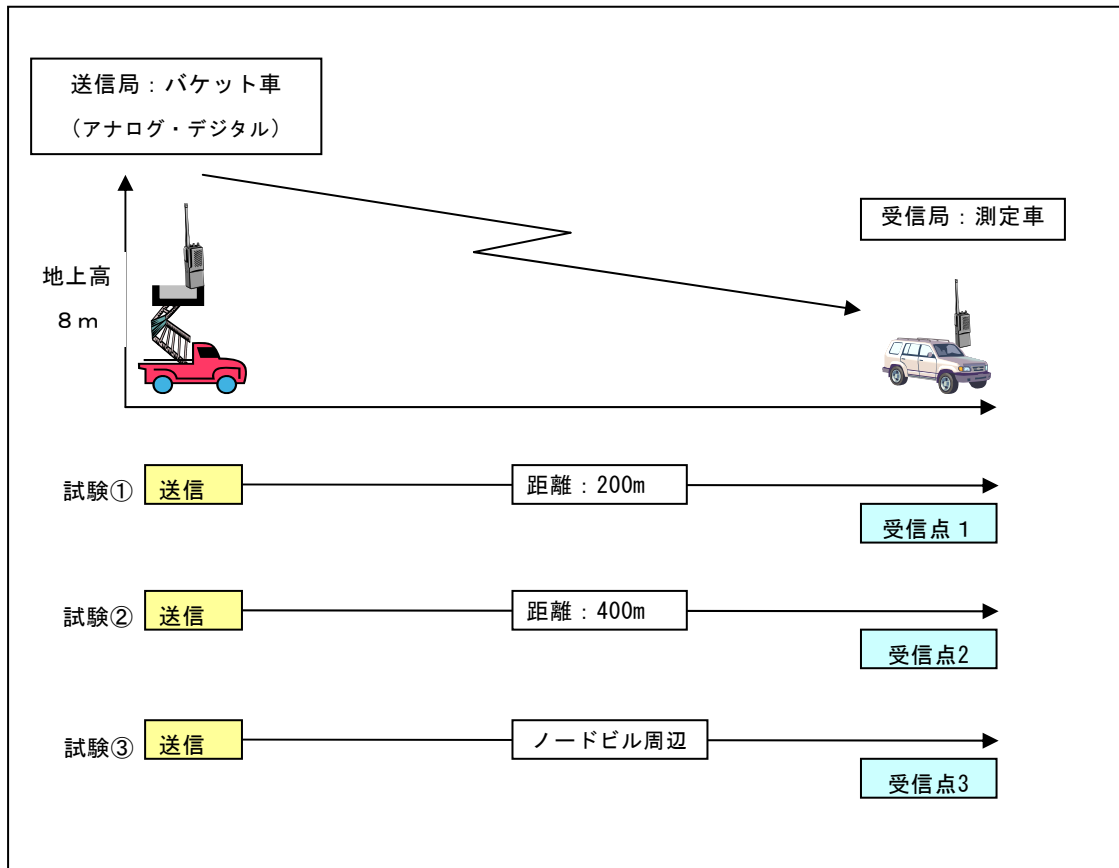 送信局：バケット車
（アナログ・デジタル）
受信局：測定車
地上高
８ｍ
試験① 送信 距離：200m
受信点１
試験② 送信 距離：400m
受信点2
試験③ 送信 ノードビル周辺
受信点3